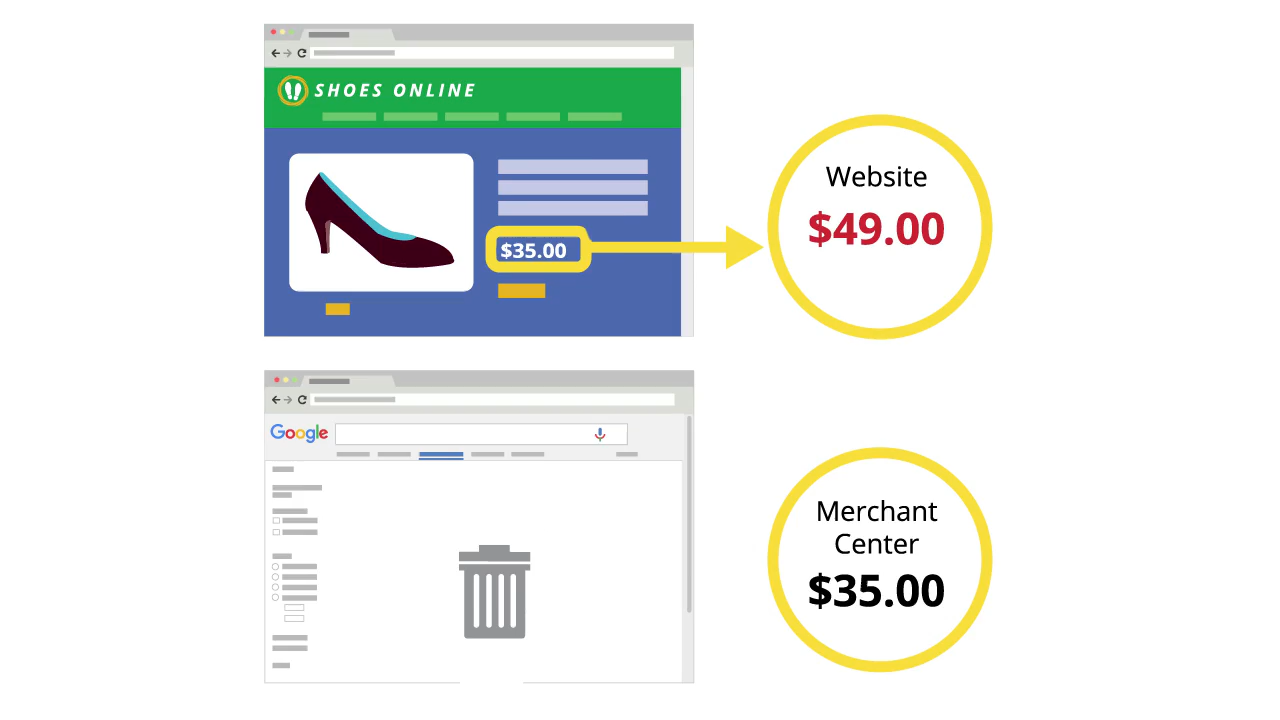 SHOES ONLINE
$35.00
Website
$49.00
Google
Merchant
Center
$35.00